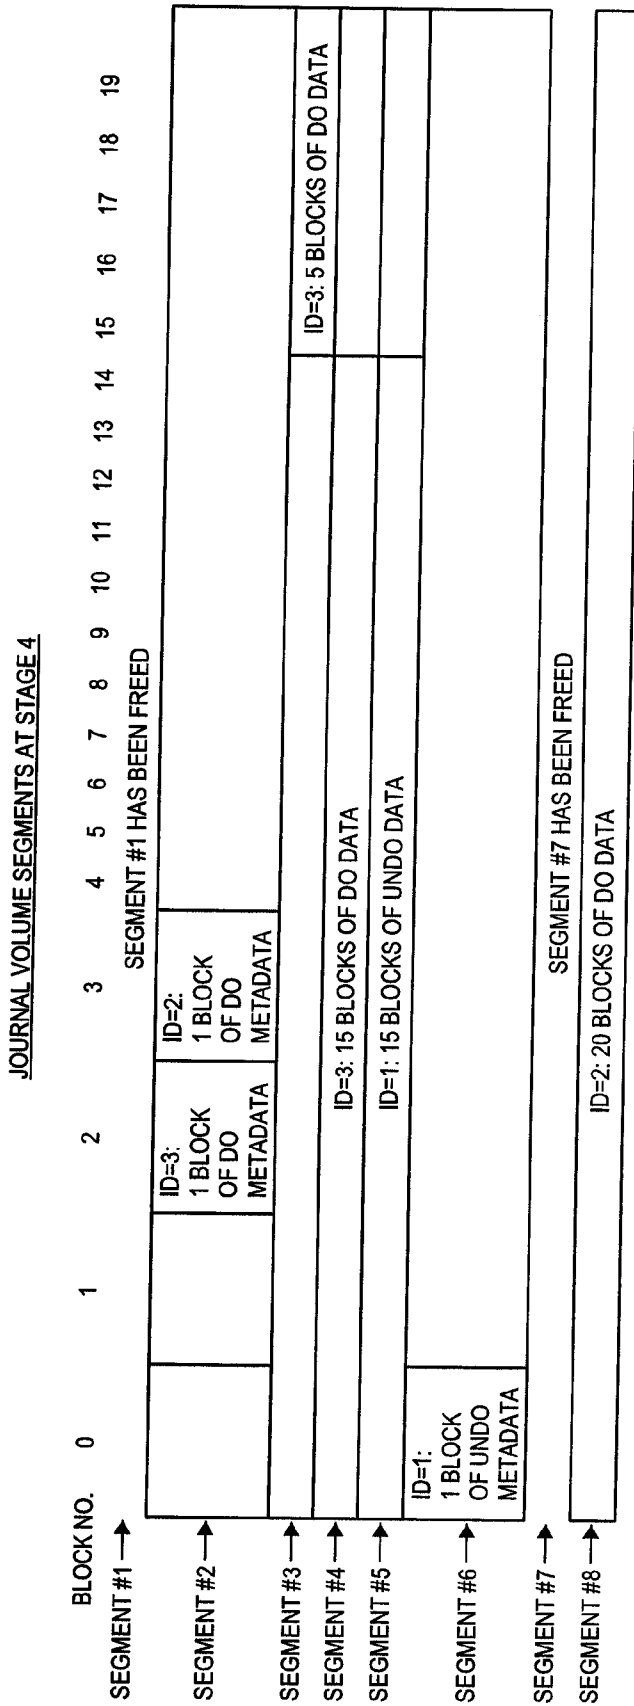 JOURNAL VOLUME SEGMENTS AT STAGE 4
BLOCK NO. 0 1 2 3 4 5 6 7 8 9 10 11 12 13 14 15 16 17 18 19
SEGMENT #1
SEGMENT #1 HAS BEEN FREED
SEGMENT #2
ID=3:
1 BLOCK
OF DO
METADATA
ID=2:
1 BLOCK
OF DO
METADATA
SEGMENT #3
ID=3: 5 BLOCKS OF DO DATA
SEGMENT #4
ID=3: 15 BLOCKS OF DO DATA
SEGMENT #5
ID=1: 15 BLOCKS OF UNDO DATA
SEGMENT #6
ID=1:
1 BLOCK
OF UNDO
METADATA
SEGMENT #7
SEGMENT #7 HAS BEEN FREED
SEGMENT #8
ID=2: 20 BLOCKS OF DO DATA